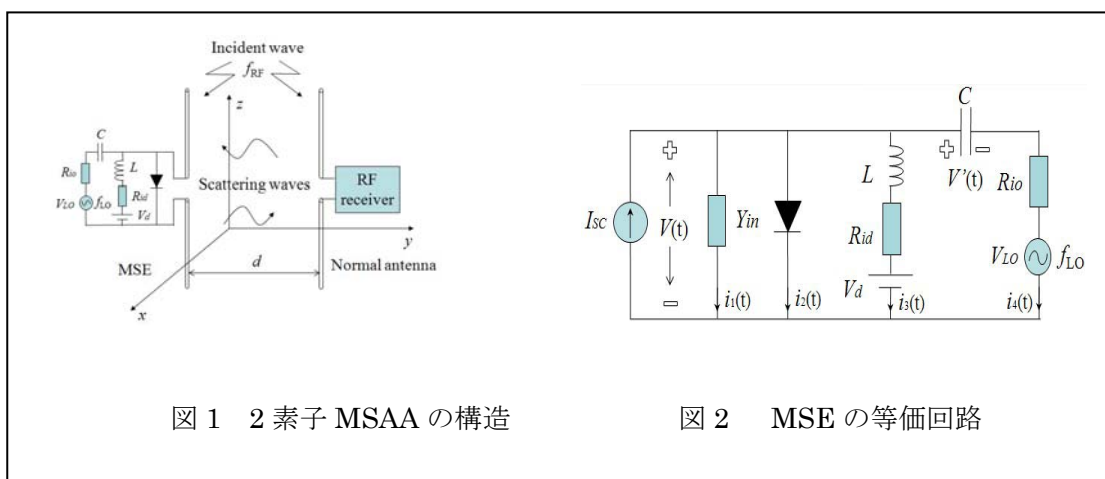 Incident wave
fRF
z
C
Rio
L
Rid
VLO
fLO
Vd
Scattering waves
RF
receiver
y
MSE
d
Normal antenna
x
C
V'(t)
L
Rio
ISC
V(t)
Yin
Rid
VLO
fLO
Vd
i1(t)
i2(t)
i3(t)
i4(t)
図 1 2 素子 MSAA の構造
図 2 MSE の等価回路